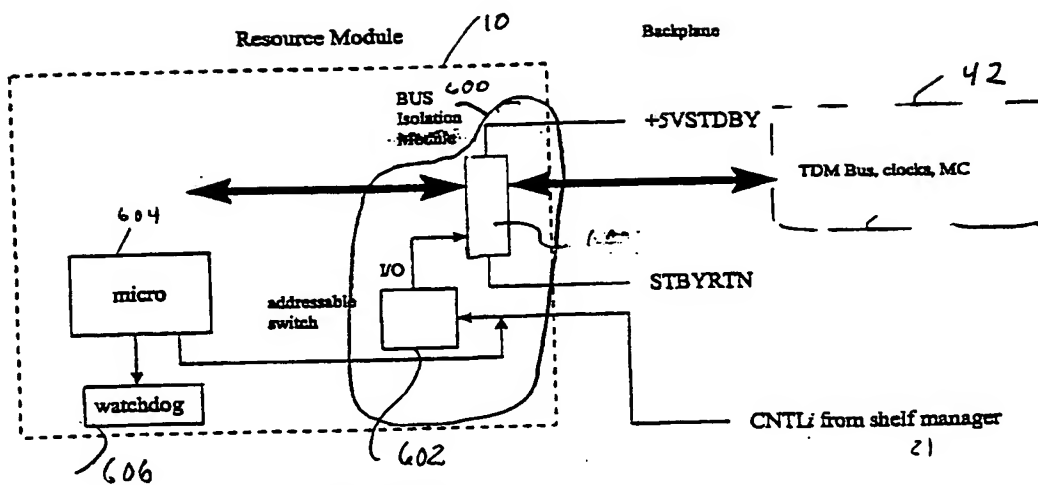 Resource Module
10
Backplane
42
BUS 600
Isolation
Module
+5VSTDBY
TDM Bus, clocks, MC
604
micro
I/O
addressable
switch
STBYRTN
watchdog
CNTLi from shelf manager
21
606
602